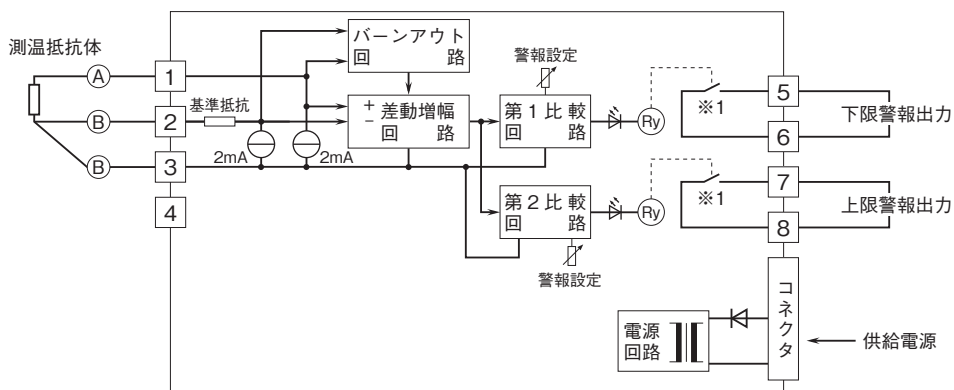 測温抵抗体
A
B
B
1
2
3
4
基準抵抗
2mA
2mA
バーンアウト
回 路
+
−
差動増幅
回 路
警報設定
第1比較
回 路
Ry
※1
5
6
下限警報出力
第2比較
回 路
警報設定
Ry
※1
7
8
上限警報出力
電源
回路
コネクタ
供給電源